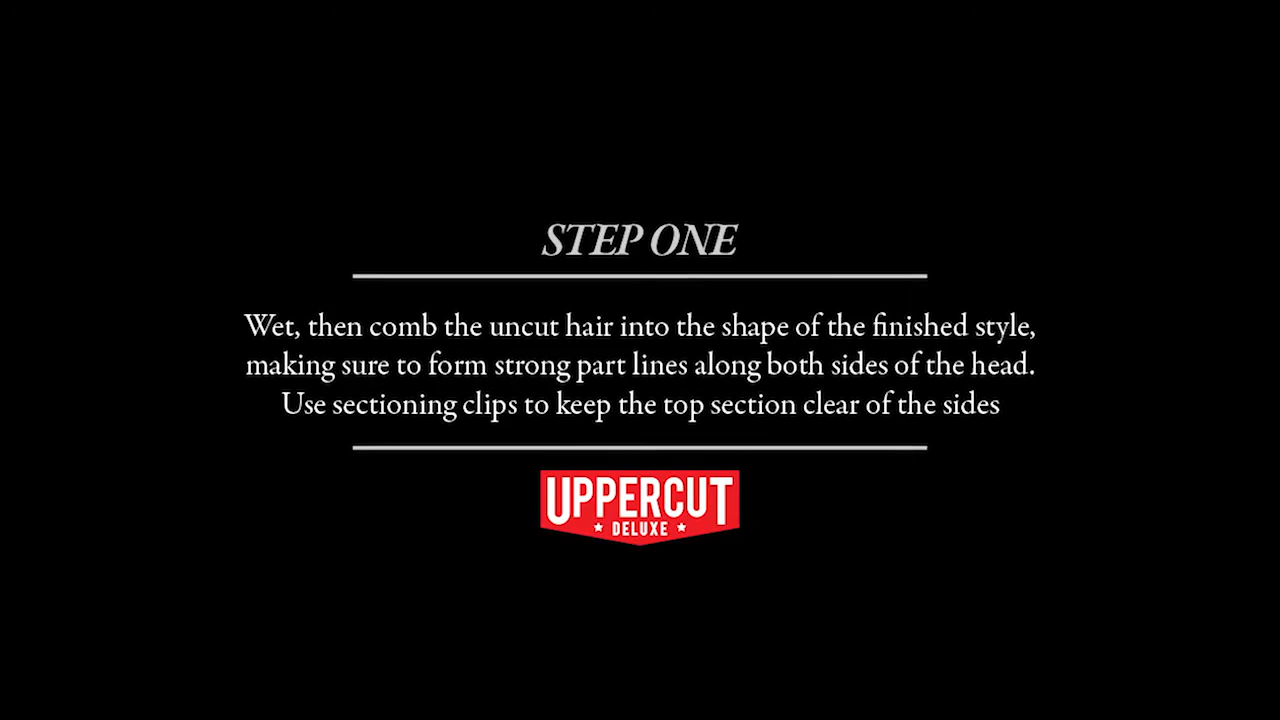 STEP ONE
Wet, then comb the uncut hair into the shape of the finished style,
making sure to form strong part lines along both sides of the head.
Use sectioning clips to keep the top section clear of the sides
UPPERCUT
DELUXE